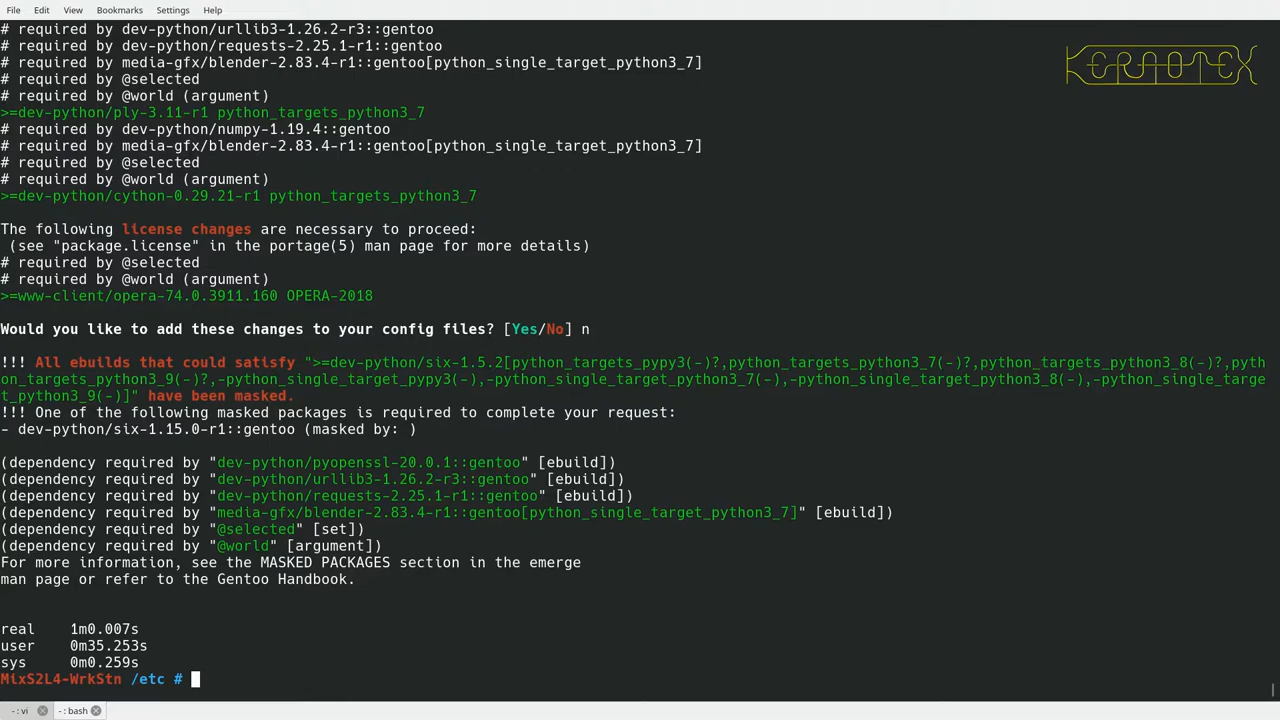 File Edit View Bookmarks Settings Help
KERAOTEX
# required by dev-python/urllib3-1.26.2-r3::gentoo
# required by dev-python/requests-2.25.1-r1::gentoo
# required by media-gfx/blender-2.83.4-r1::gentoo[python_single_target_python3_7]
# required by @selected
# required by @world (argument)
>=dev-python/ply-3.11-r1 python_targets_python3_7
# required by dev-python/numpy-1.19.4::gentoo
# required by media-gfx/blender-2.83.4-r1::gentoo[python_single_target_python3_7]
# required by @selected
# required by @world (argument)
>=dev-python/cython-0.29.21-r1 python_targets_python3_7
The following license changes are necessary to proceed:
(see "package.license" in the portage(5) man page for more details)
# required by @selected
# required by @world (argument)
>=www-client/opera-74.0.3911.160 OPERA-2018
Would you like to add these changes to your config files? [Yes/No] n
!!! All ebuilds that could satisfy ">=dev-python/six-1.5.2[python_targets_pypy3(-)?,python_targets_python3_7(-)?,python_targets_python3_8(-)?,pyth
on_targets_python3_9(-)?,-python_single_target_pypy3(-),-python_single_target_python3_7(-),-python_single_target_python3_8(-),-python_single_targe
t_python3_9(-)]" have been masked.
!!! One of the following masked packages is required to complete your request:
- dev-python/six-1.15.0-r1::gentoo (masked by: )
(dependency required by "dev-python/pyopenssl-20.0.1::gentoo" [ebuild])
(dependency required by "dev-python/urllib3-1.26.2-r3::gentoo" [ebuild])
(dependency required by "dev-python/requests-2.25.1-r1::gentoo" [ebuild])
(dependency required by "media-gfx/blender-2.83.4-r1::gentoo[python_single_target_python3_7]" [ebuild])
(dependency required by "@selected" [set])
(dependency required by "@world" [argument])
For more information, see the MASKED PACKAGES section in the emerge
man page or refer to the Gentoo Handbook.
real 1m0.007s
user 0m35.253s
sys 0m0.259s
MixS2L4-WrkStn /etc #
- : vi - : bash